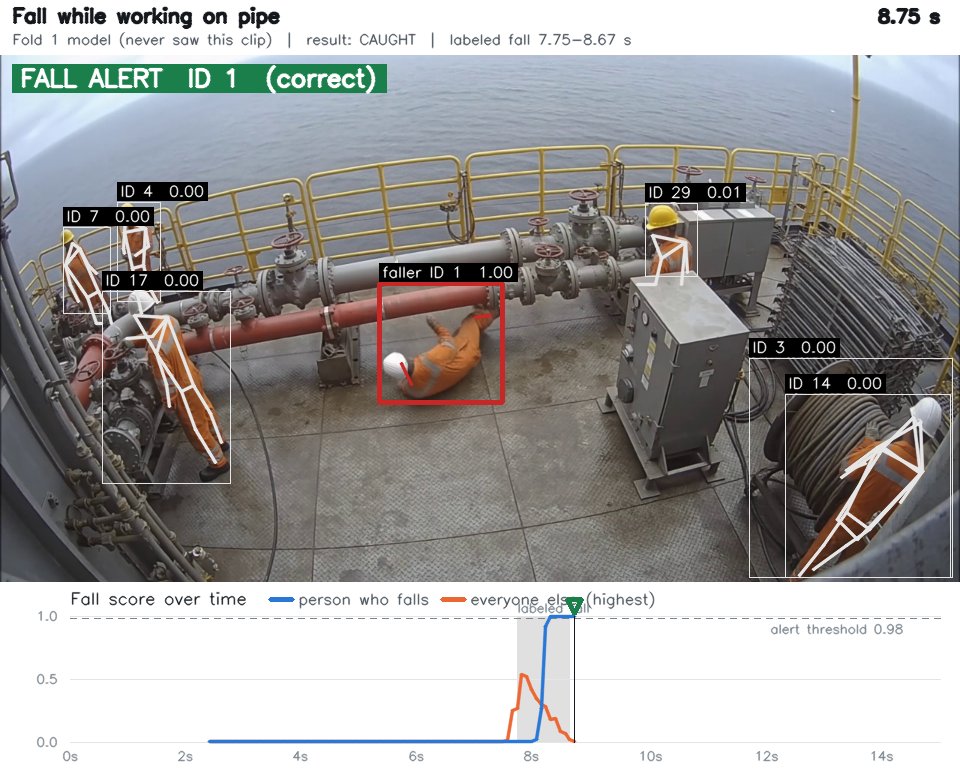 Fall while working on pipe
8.75 s
Fold 1 model (never saw this clip) | result: CAUGHT | labeled fall 7.75-8.67 s
FALL ALERT ID 1 (correct)
ID 4 0.00
ID 29 0.01
ID 7 0.00
faller ID 1 1.00
ID 17 0.00
ID 3 0.00
ID 14 0.00
Fall score over time
person who falls
everyone else (highest)
labeled fall
1.0
alert threshold 0.98
0.5
0.0
0s 2s 4s 6s 8s 10s 12s 14s